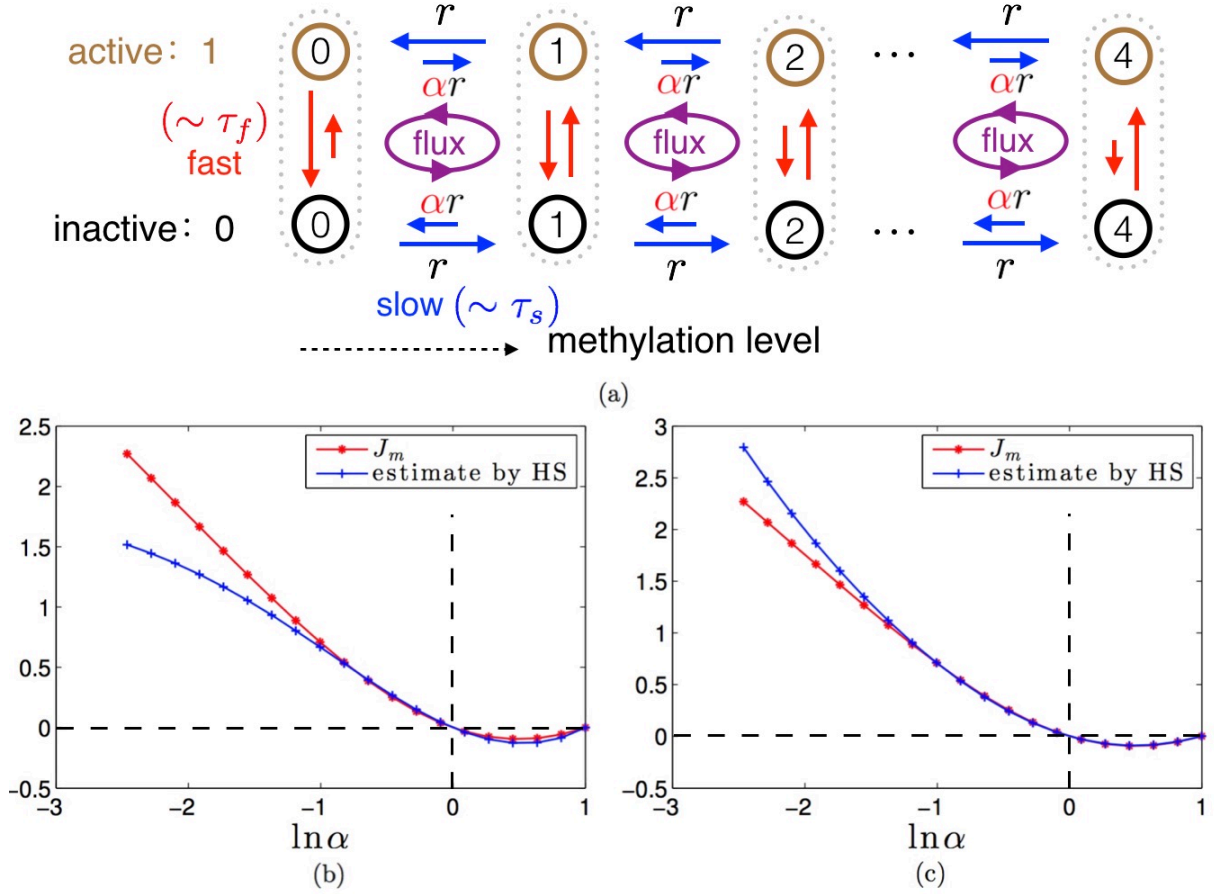 r r r
active: 1 0 1 2 ... 4
αr αr αr
(∼ τ_f)
fast
flux flux flux
αr αr αr
inactive: 0 0 1 2 ... 4
r r r
slow (∼ τ_s)
methylation level
(a)
2.5
2
1.5
1
0.5
0
−0.5
−3 −2 −1 0 1
J_m
estimate by HS
ln α
(b)
3
2.5
2
1.5
1
0.5
0
−0.5
−3 −2 −1 0 1
J_m
estimate by HS
ln α
(c)